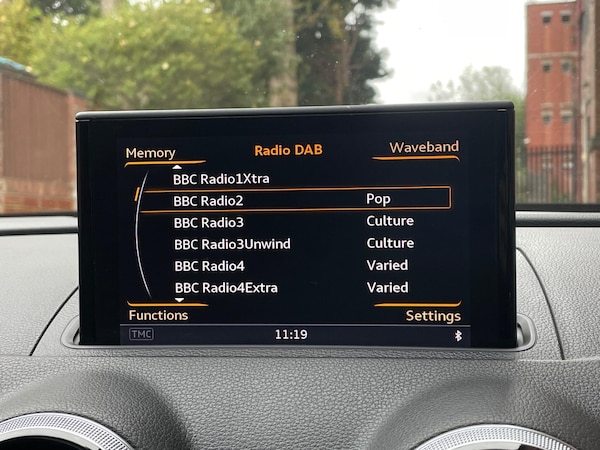 Memory Radio DAB Waveband
BBC Radio1Xtra
BBC Radio2 Pop
BBC Radio3 Culture
BBC Radio3Unwind Culture
BBC Radio4 Varied
BBC Radio4Extra Varied
Functions Settings
TMC 11:19